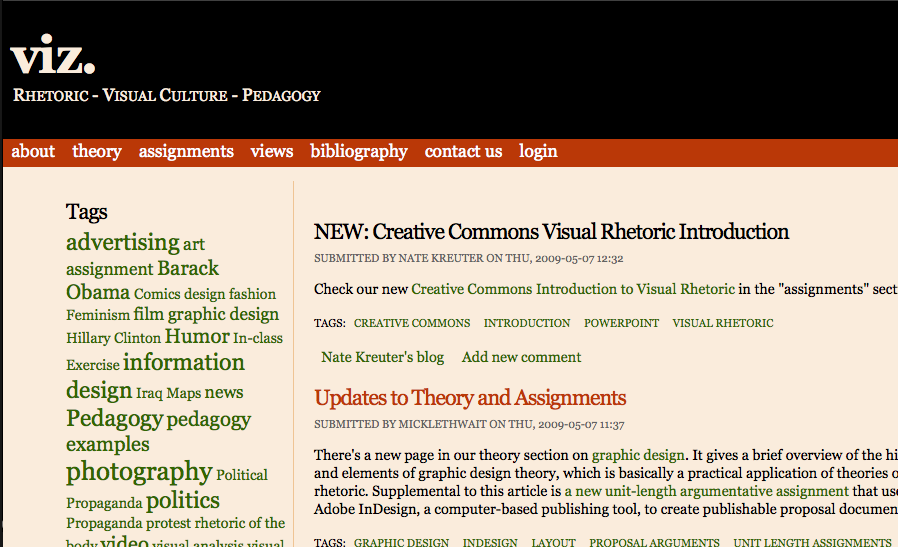 viz.
Rhetoric - Visual Culture - Pedagogy
about theory assignments views bibliography contact us login
Tags
advertising art
assignment Barack
Obama Comics design fashion
Feminism film graphic design
Hillary Clinton Humor In-class
Exercise information
design Iraq Maps news
Pedagogy pedagogy
examples
photography Political
Propaganda politics
Propaganda protest rhetoric of the
body video visual analysis visual
NEW: Creative Commons Visual Rhetoric Introduction
SUBMITTED BY NATE KREUTER ON THU, 2009-05-07 12:32
Check our new Creative Commons Introduction to Visual Rhetoric in the "assignments" sect
TAGS: CREATIVE COMMONS INTRODUCTION POWERPOINT VISUAL RHETORIC
Nate Kreuter's blog Add new comment
Updates to Theory and Assignments
SUBMITTED BY MICKLETHWAIT ON THU, 2009-05-07 11:37
There's a new page in our theory section on graphic design. It gives a brief overview of the hi
and elements of graphic design theory, which is basically a practical application of theories o
rhetoric. Supplemental to this article is a new unit-length argumentative assignment that use
Adobe InDesign, a computer-based publishing tool, to create publishable proposal documen
TAGS: GRAPHIC DESIGN INDESIGN LAYOUT PROPOSAL ARGUMENTS UNIT LENGTH ASSIGNMENTS